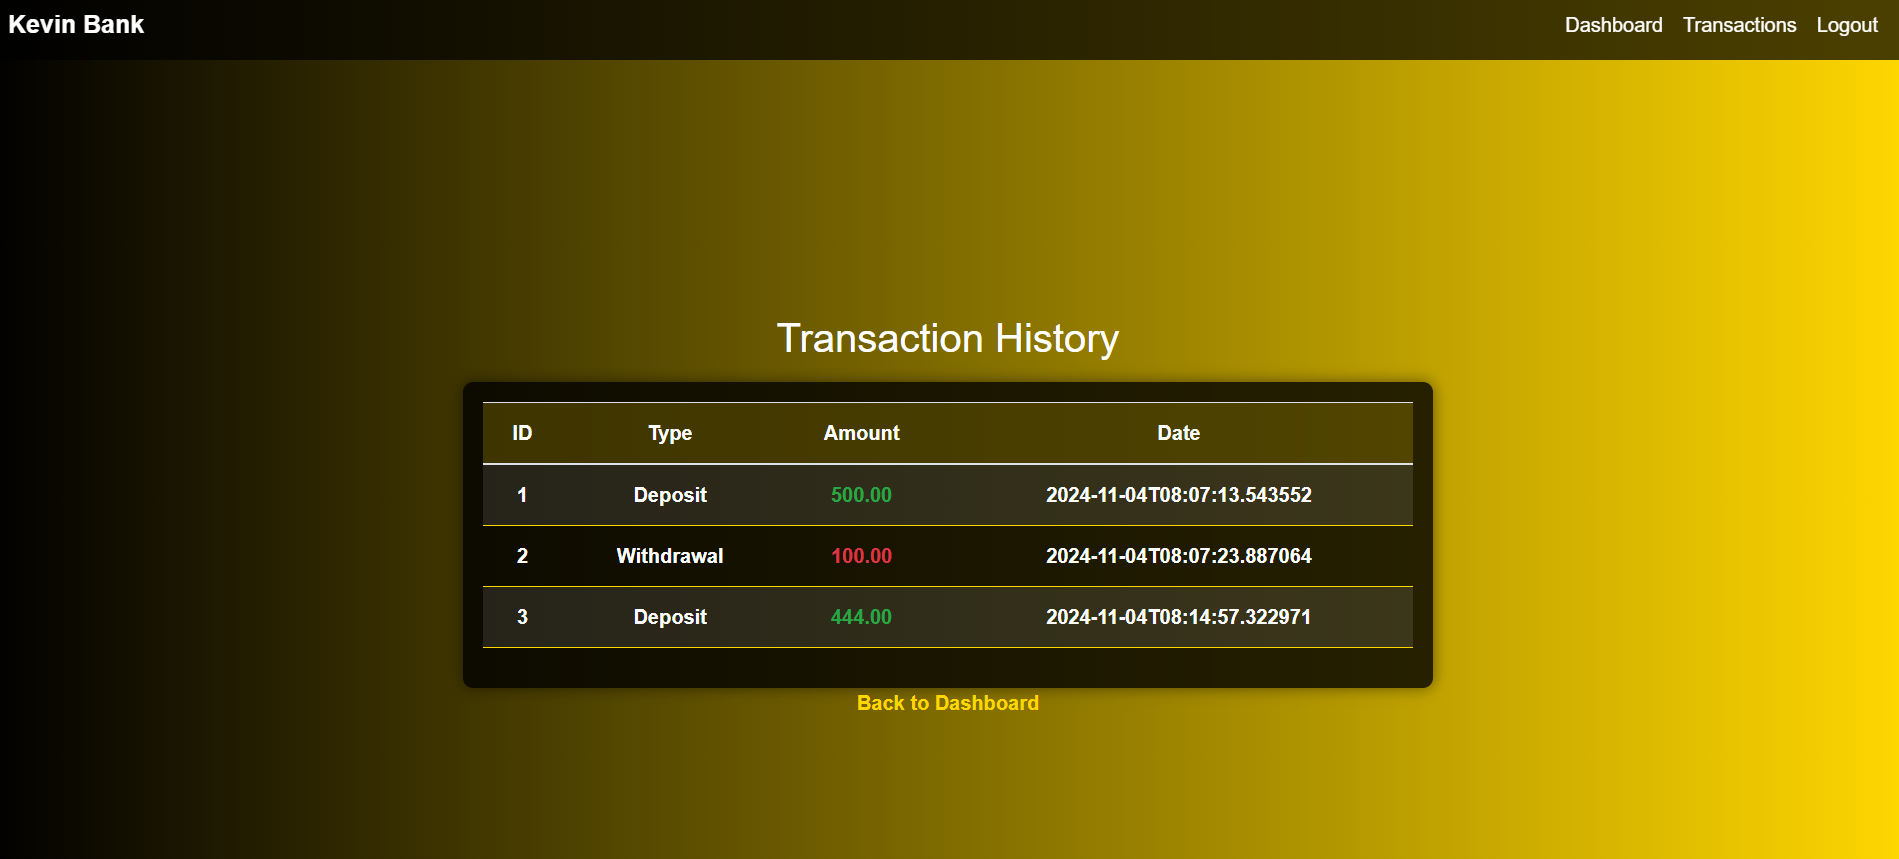 Kevin Bank Dashboard Transactions Logout
Transaction History
ID Type Amount Date
1 Deposit 500.00 2024-11-04T08:07:13.543552
2 Withdrawal 100.00 2024-11-04T08:07:23.887064
3 Deposit 444.00 2024-11-04T08:14:57.322971
Back to Dashboard